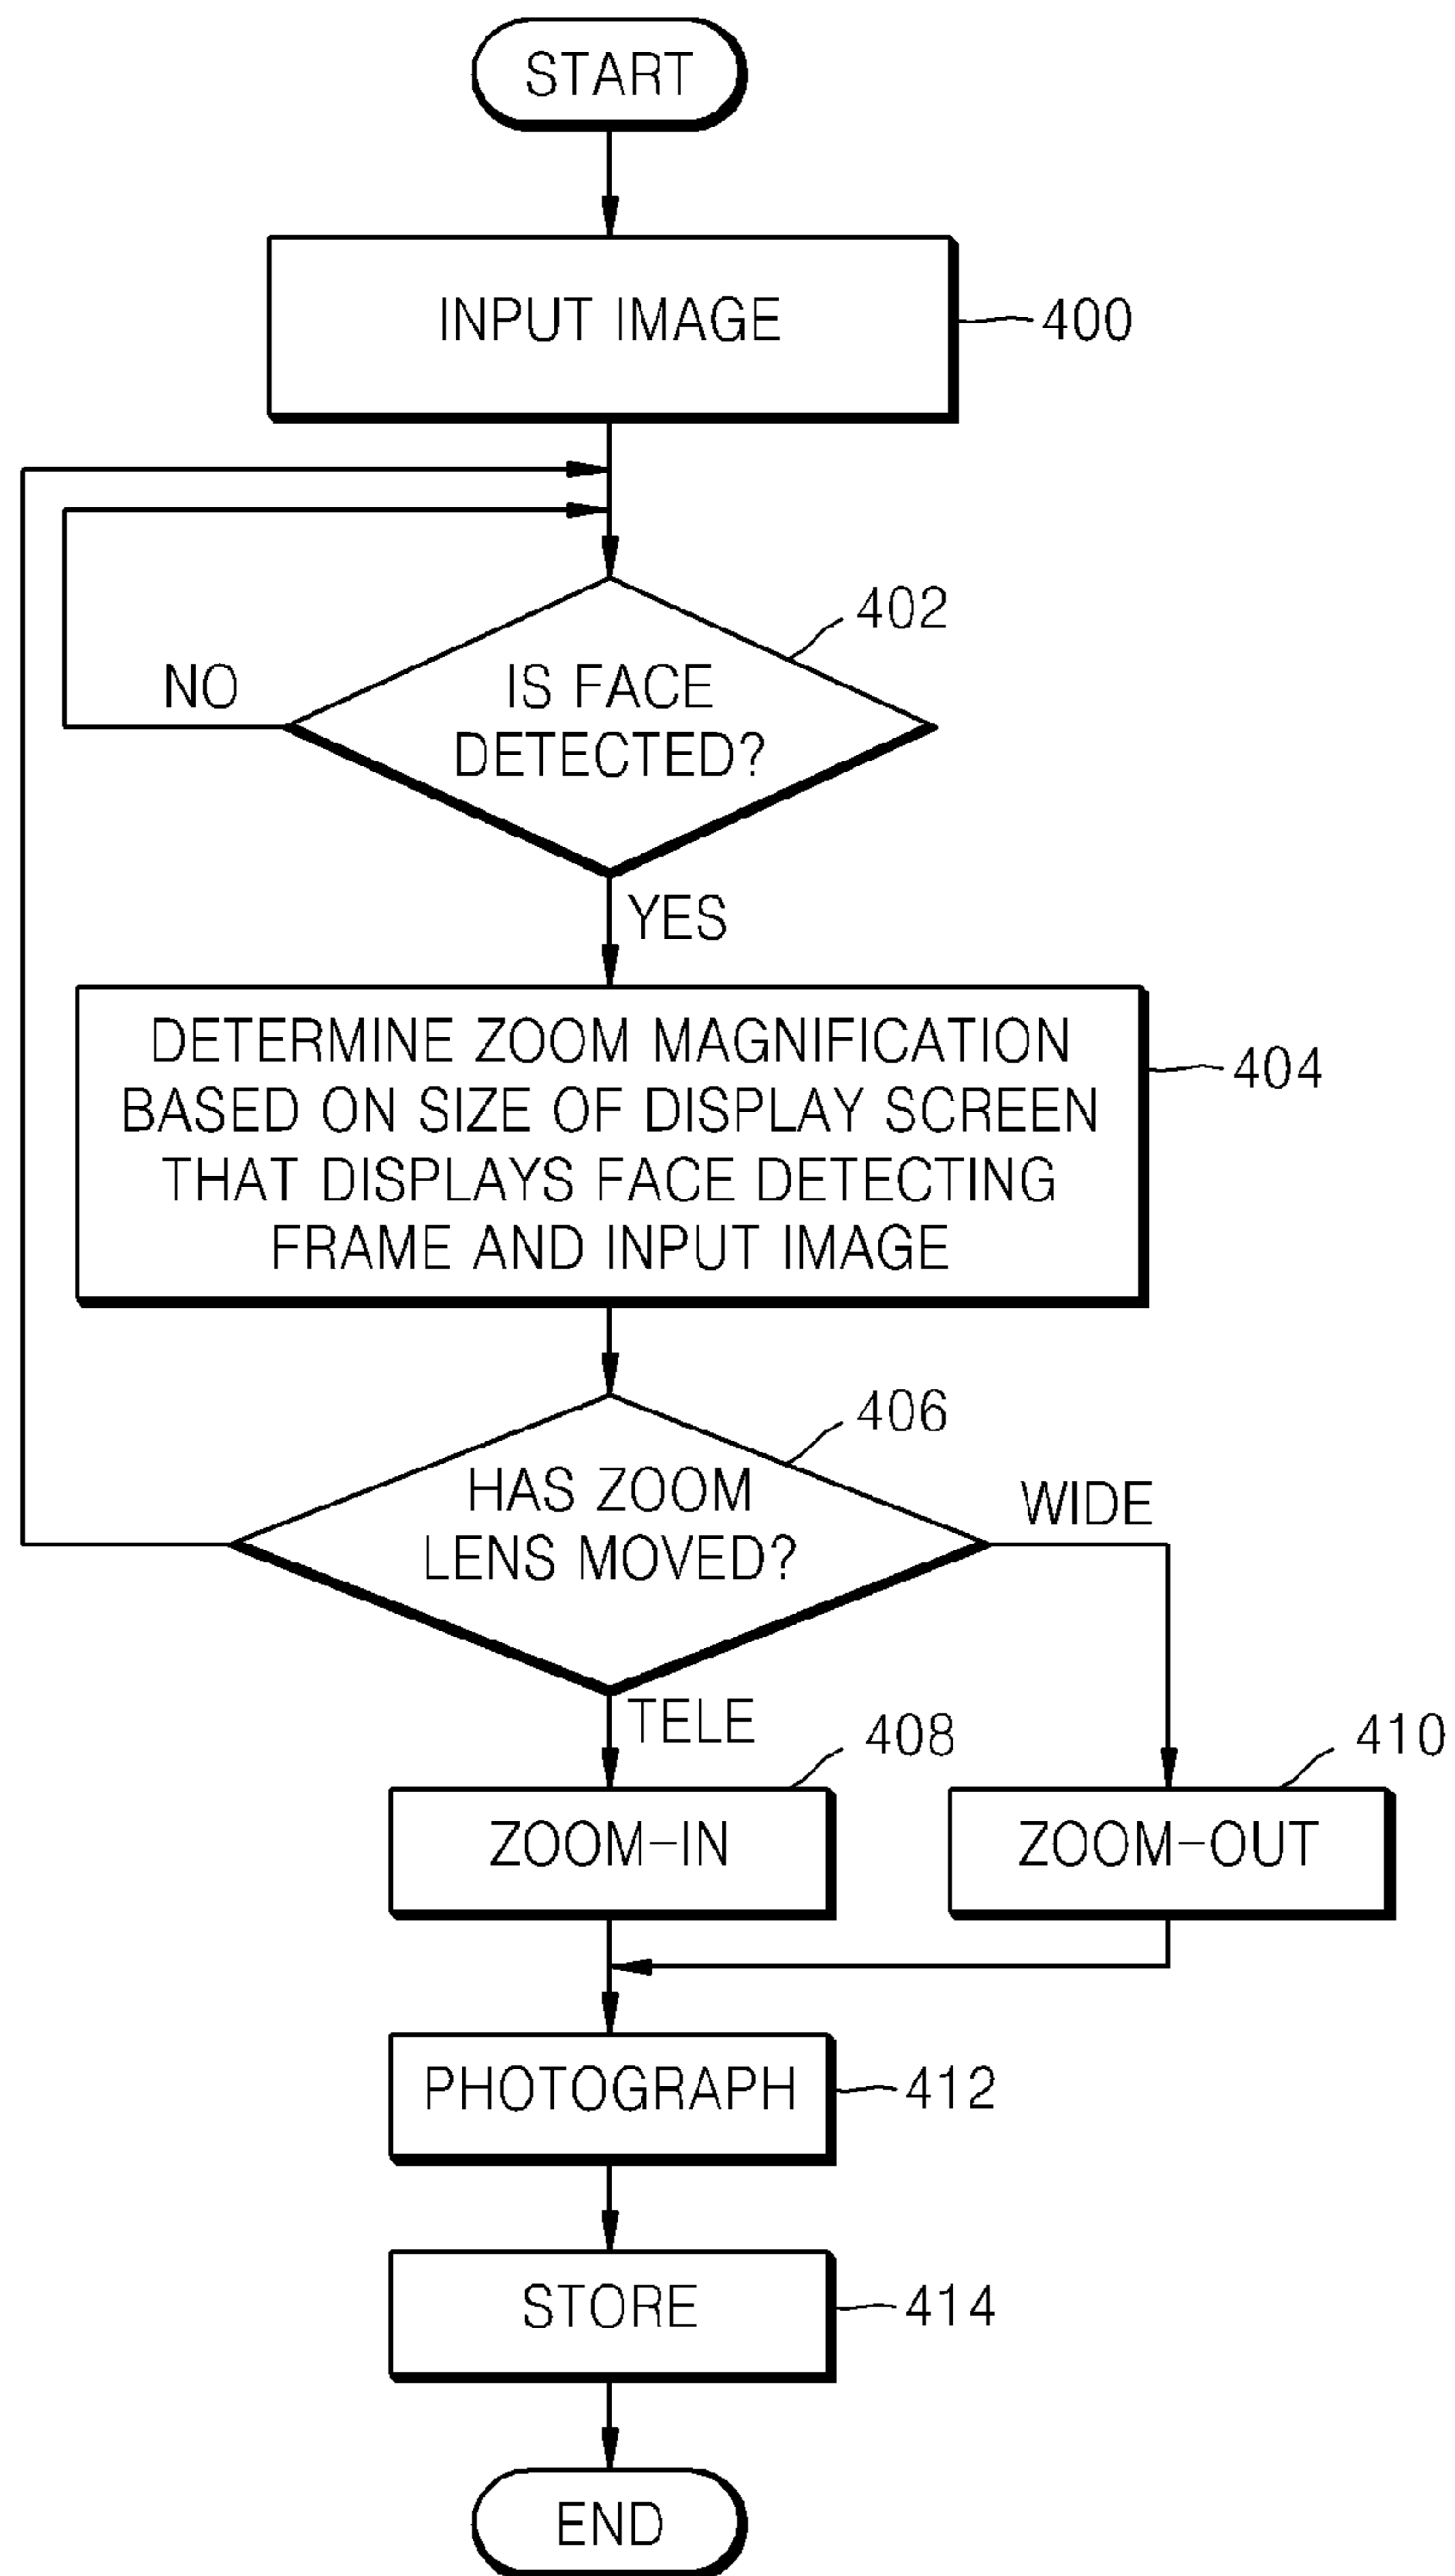 START
INPUT IMAGE
400
402
NO
IS FACE
DETECTED?
YES
DETERMINE ZOOM MAGNIFICATION
BASED ON SIZE OF DISPLAY SCREEN
THAT DISPLAYS FACE DETECTING
FRAME AND INPUT IMAGE
404
406
HAS ZOOM
LENS MOVED?
WIDE
TELE
408
410
ZOOM-IN
ZOOM-OUT
PHOTOGRAPH
412
STORE
414
END